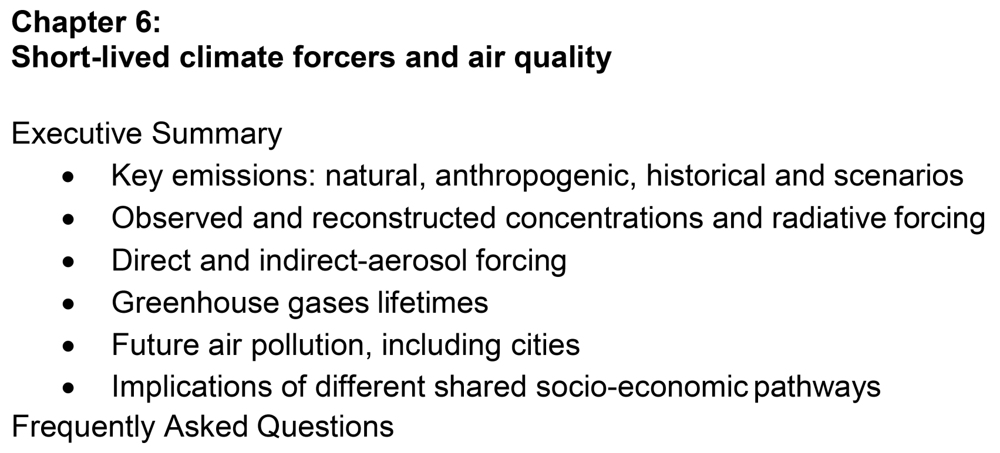 Chapter 6:
Short-lived climate forcers and air quality
Executive Summary
• Key emissions: natural, anthropogenic, historical and scenarios
• Observed and reconstructed concentrations and radiative forcing
• Direct and indirect-aerosol forcing
• Greenhouse gases lifetimes
• Future air pollution, including cities
• Implications of different shared socio-economic pathways
Frequently Asked Questions